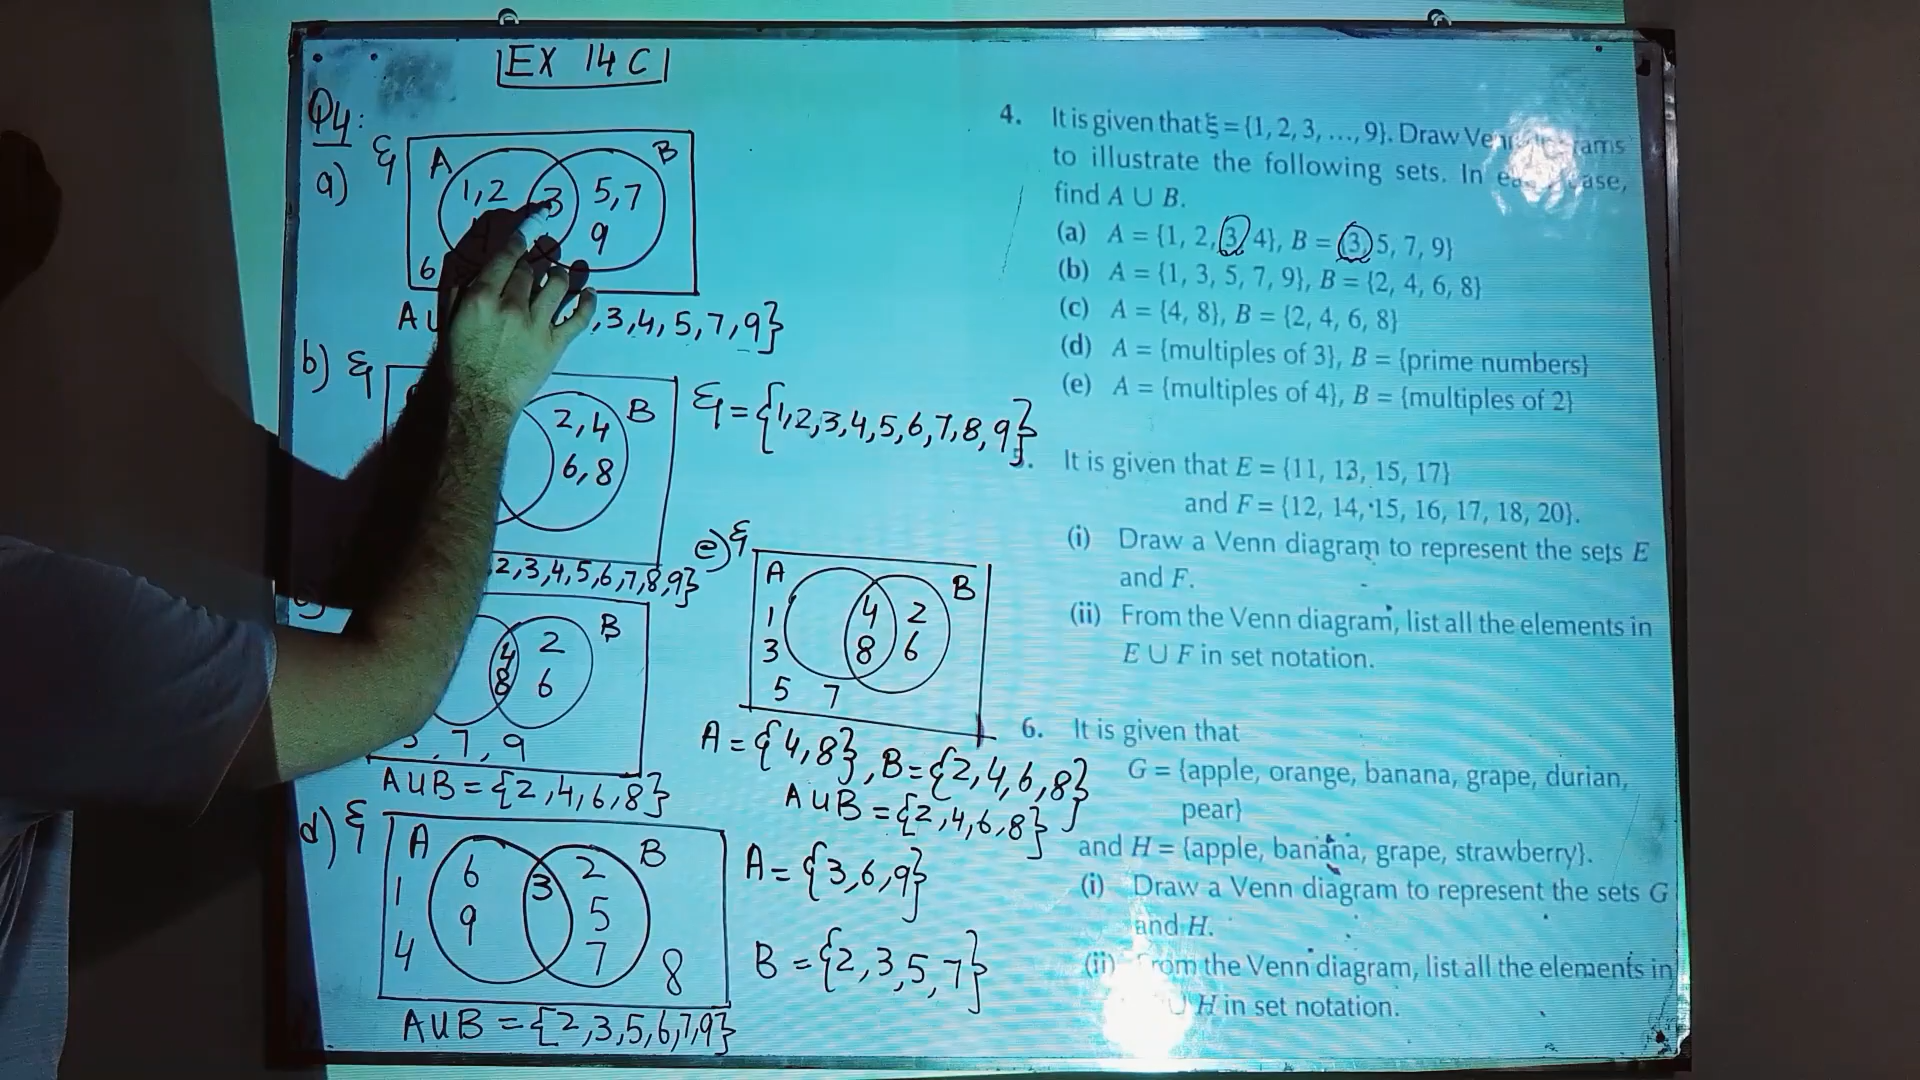 EX 14 C
Q4:
a) ξ
A B
1,2 3 5,7
9
6
A U ,3,4,5,7,9}
b) ξ
B
2,4
6,8
ξ = {1,2,3,4,5,6,7,8,9}
2,3,4,5,6,7,8,9}
B
4 2
8 6
, 7 , 9
A U B = {2,4,6,8}
d) ξ
A B
1 6 3 2
9 5
4 7 8
A U B = {2,3,5,6,7,9}
A = {3,6,9}
B = {2,3,5,7}
e) ξ
A B
1 4 2
3 8 6
5 7
A = {4,8}, B = {2,4,6,8}
A U B = {2,4,6,8}
4. It is given that ξ = {1, 2, 3, ..., 9}. Draw
to illustrate the following sets. In
find A ∪ B.
(a) A = {1, 2, 3, 4}, B = {3, 5, 7, 9}
(b) A = {1, 3, 5, 7, 9}, B = {2, 4, 6, 8}
(c) A = {4, 8}, B = {2, 4, 6, 8}
(d) A = {multiples of 3}, B = {prime numbers}
(e) A = {multiples of 4}, B = {multiples of 2}
5. It is given that E = {11, 13, 15, 17}
and F = {12, 14, 15, 16, 17, 18, 20}.
(i) Draw a Venn diagram to represent the sets E
and F.
(ii) From the Venn diagram, list all the elements in
E ∪ F in set notation.
6. It is given that
G = {apple, orange, banana, grape, durian,
pear}
and H = {apple, banana, grape, strawberry}.
(i) Draw a Venn diagram to represent the sets G
and H.
(ii) From the Venn diagram, list all the elements in
∪ H in set notation.